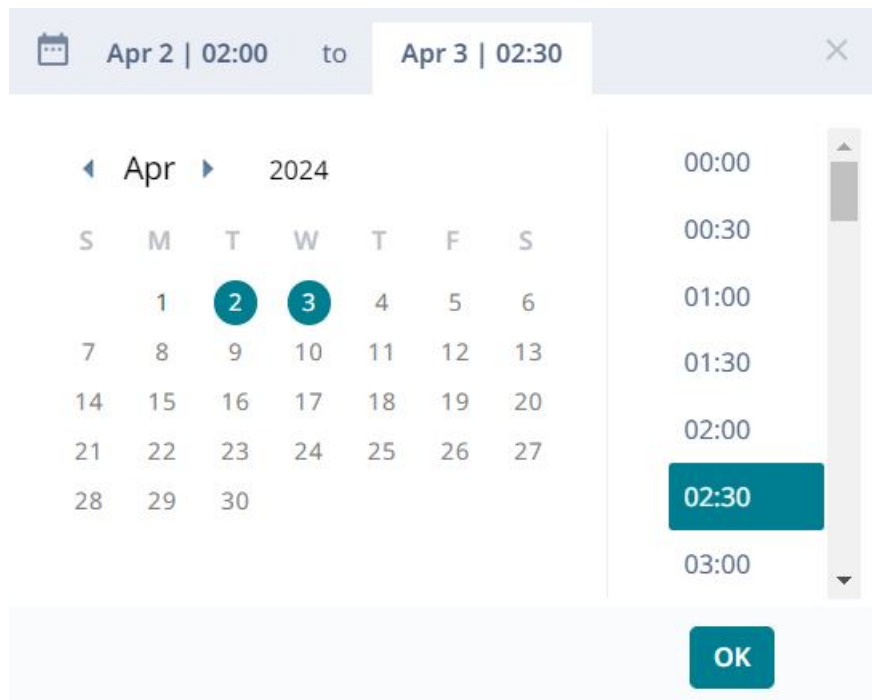 Apr 2 | 02:00 to Apr 3 | 02:30
Apr 2024
S M T W T F S
1 2 3 4 5 6
7 8 9 10 11 12 13
14 15 16 17 18 19 20
21 22 23 24 25 26 27
28 29 30
00:00
00:30
01:00
01:30
02:00
02:30
03:00
OK